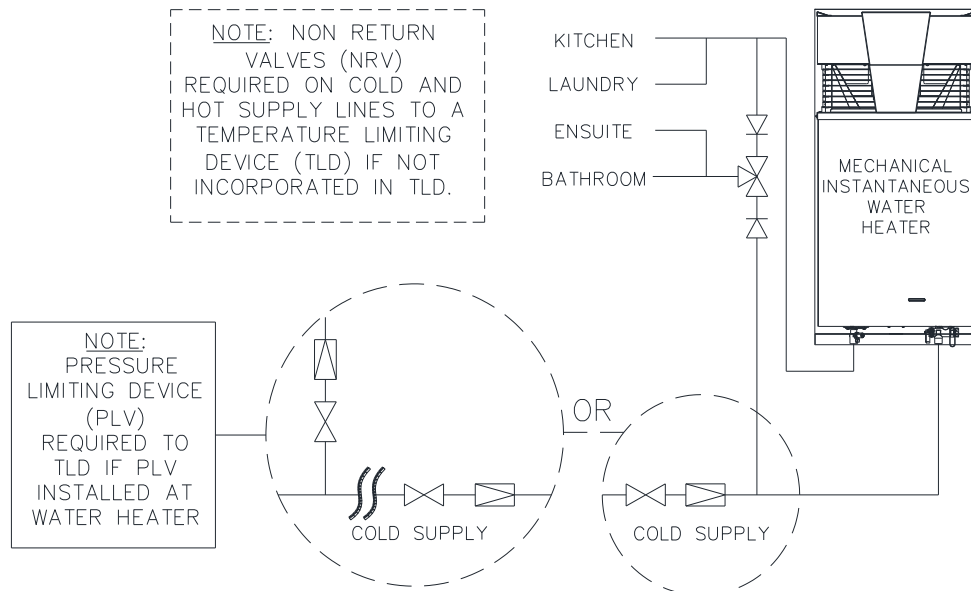 NOTE: NON RETURN
VALVES (NRV)
REQUIRED ON COLD AND
HOT SUPPLY LINES TO A
TEMPERATURE LIMITING
DEVICE (TLD) IF NOT
INCORPORATED IN TLD.
KITCHEN
LAUNDRY
ENSUITE
BATHROOM
MECHANICAL
INSTANTANEOUS
WATER
HEATER
NOTE:
PRESSURE
LIMITING DEVICE
(PLV)
REQUIRED TO
TLD IF PLV
INSTALLED AT
WATER HEATER
OR
COLD SUPPLY
COLD SUPPLY